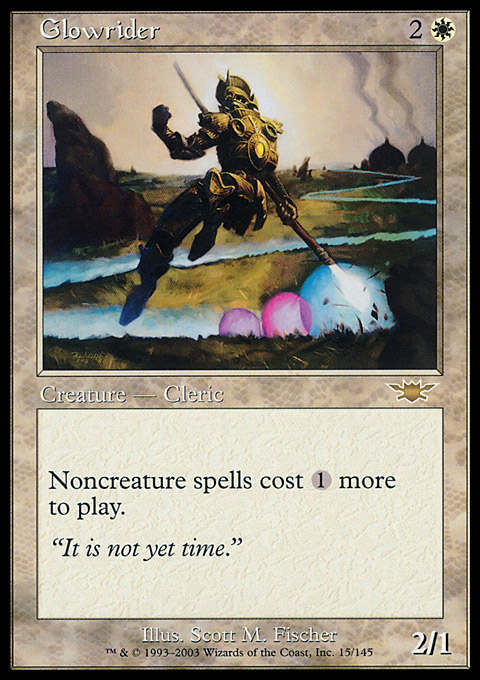 Glowrider 2
Creature — Cleric
Noncreature spells cost 1 more
to play.
“It is not yet time.”
Illus. Scott M. Fischer
2/1
™ & © 1993–2003 Wizards of the Coast, Inc. 15/145